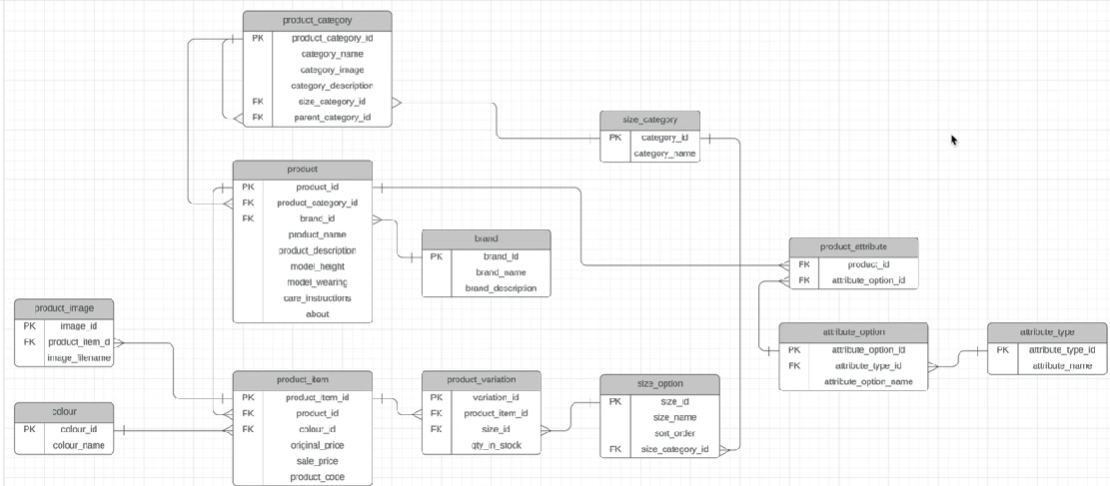 product_category
PK product_category_id
category_name
category_image
category_description
FK size_category_id
FK parent_category_id
size_category
PK category_id
category_name
product
PK product_id
FK product_category_id
FK brand_id
product_name
product_description
model_height
model_wearing
care_instructions
about
brand
PK brand_id
brand_name
brand_description
product_attribute
FK product_id
FK attribute_option_id
product_image
PK image_id
FK product_item_d
image_filename
attribute_option
PK attribute_option_id
FK attribute_type_id
attribute_option_name
attribute_type
PK attribute_type_id
attribute_name
colour
PK colour_id
colour_name
product_item
PK product_item_id
FK product_id
FK colour_id
original_price
sale_price
product_code
product_variation
PK variation_id
FK product_item_id
FK size_id
qty_in_stock
size_option
PK size_id
size_name
sort_order
FK size_category_id